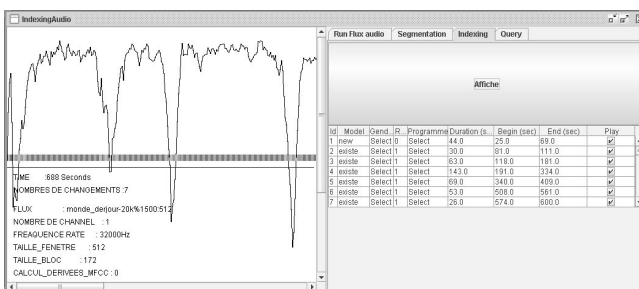 IndexingAudio
Run Flux audio Segmentation Indexing Query
Affiche
Id Model Gend... R... Programme Duration (s... Begin (sec) End (sec) Play
1 new Select 0 Select 44.0 25.0 69.0
2 existe Select 1 Select 30.0 81.0 111.0
3 existe Select 1 Select 63.0 118.0 181.0
4 existe Select 1 Select 143.0 191.0 334.0
5 existe Select 1 Select 69.0 340.0 409.0
6 existe Select 1 Select 53.0 508.0 561.0
7 existe Select 1 Select 26.0 574.0 600.0
TIME :688 Seconds
NOMBRES DE CHANGEMENTS :7
FLUX : monde_derjour-20k%1500:512
NOMBRE DE CHANNEL : 1
FREAQUENCE RATE : 32000Hz
TAILLE_FENETRE : 512
TAILLE_BLOC : 172
CALCUL_DERIVEES_MFCC : 0